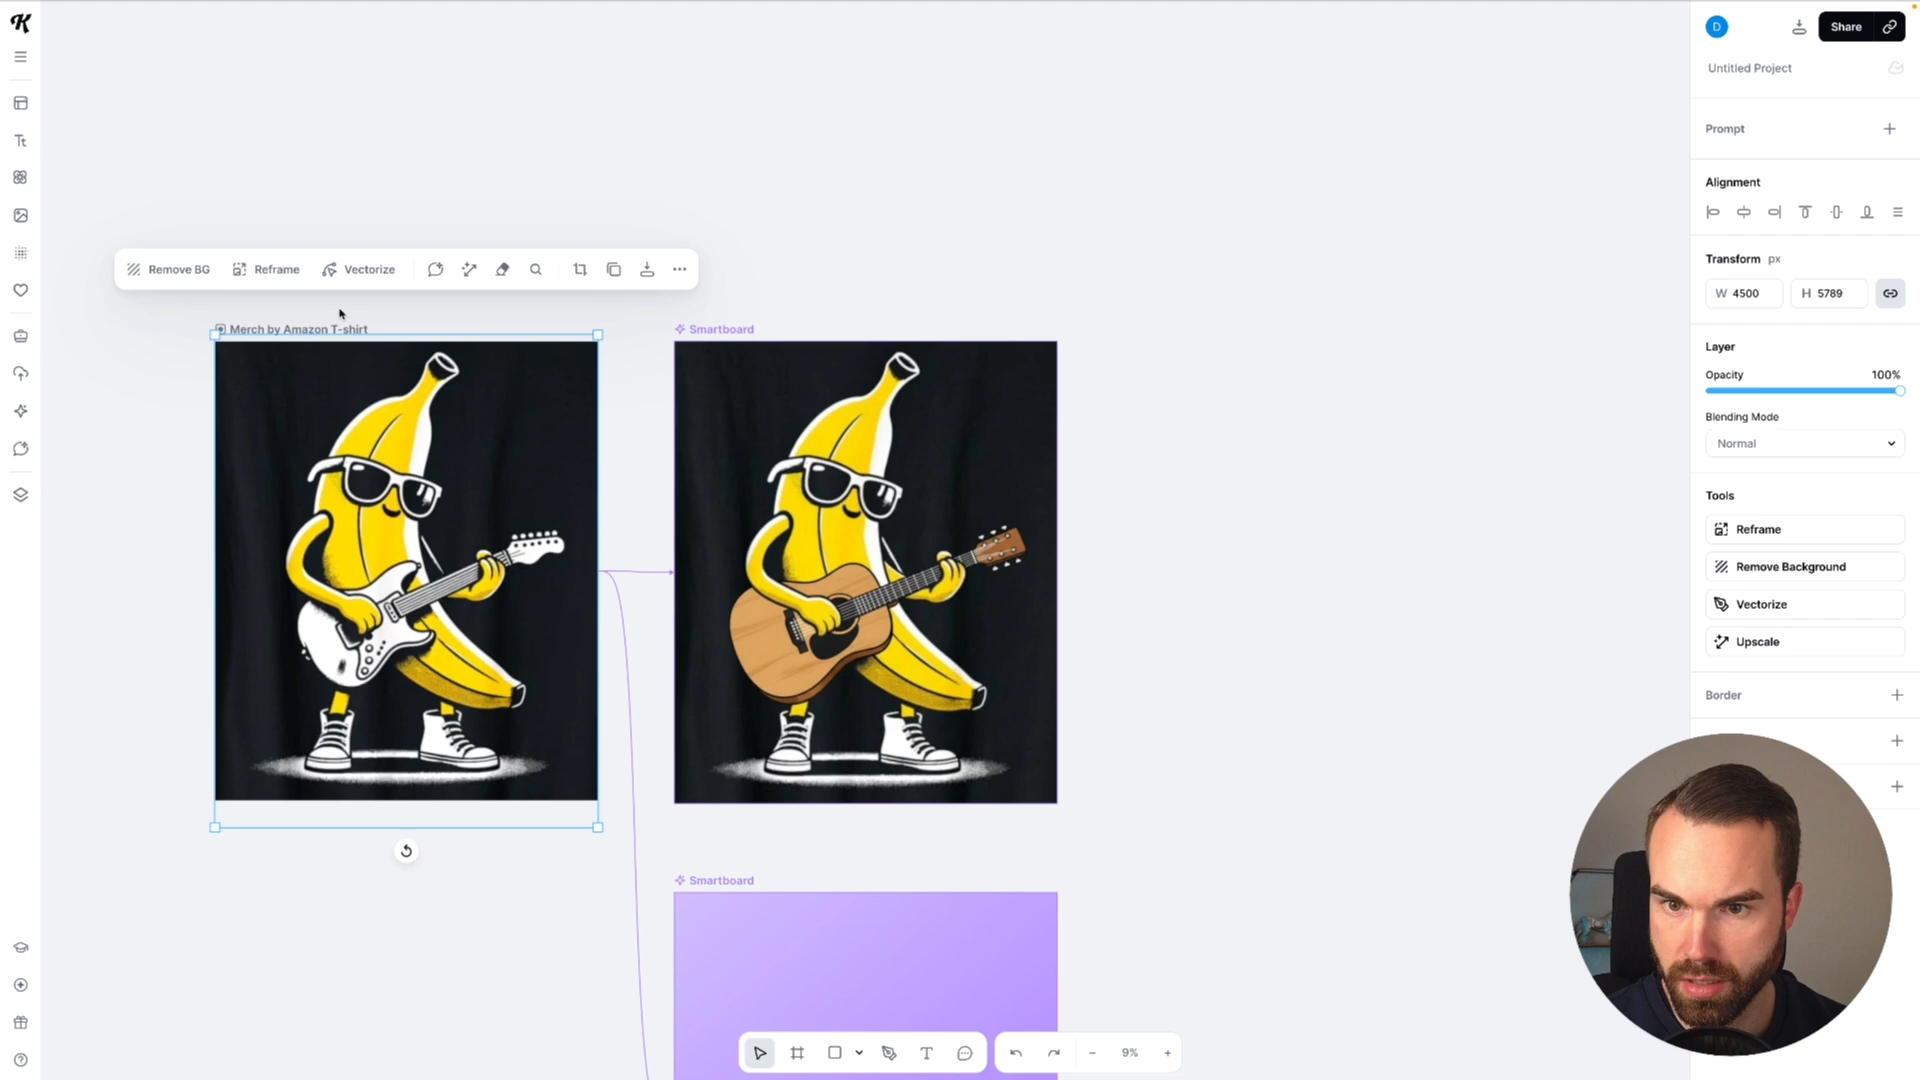 K
D
Share
Untitled Project
Prompt
Alignment
Remove BG
Reframe
Vectorize
Transform px
W 4500
H 5789
Merch by Amazon T-shirt
Smartboard
Layer
Opacity
100%
Blending Mode
Normal
Tools
Reframe
Remove Background
Vectorize
Upscale
Border
Smartboard
Tt
T
9%